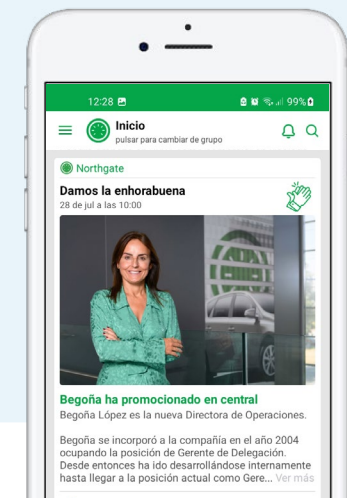 12:28
99%
Inicio
pulsar para cambiar de grupo
Northgate
Damos la enhorabuena
28 de jul a las 10:00
Begoña ha promocionado en central
Begoña López es la nueva Directora de Operaciones.
Begoña se incorporó a la compañía en el año 2004
ocupando la posición de Gerente de Delegación.
Desde entonces ha ido desarrollándose internamente
hasta llegar a la posición actual como Gere... Ver más